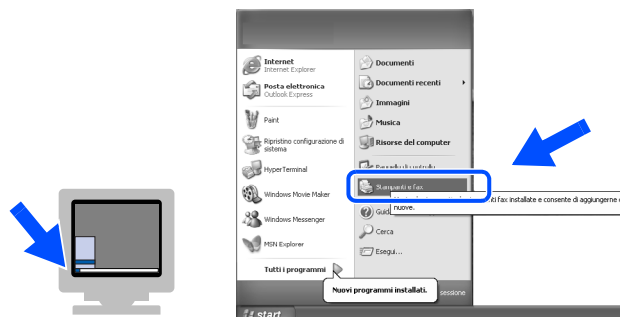 Internet
Internet Explorer
Posta elettronica
Outlook Express
Paint
Ripristino configurazione di
sistema
HyperTerminal
Windows Movie Maker
Windows Messenger
MSN Explorer
Tutti i programmi
Documenti
Documenti recenti
Immagini
Musica
Risorse del computer
Stampanti e fax
fax installate e consente di aggiungerne
nuove.
Guid
Cerca
Esegui...
Nuovi programmi installati.
sessione
start